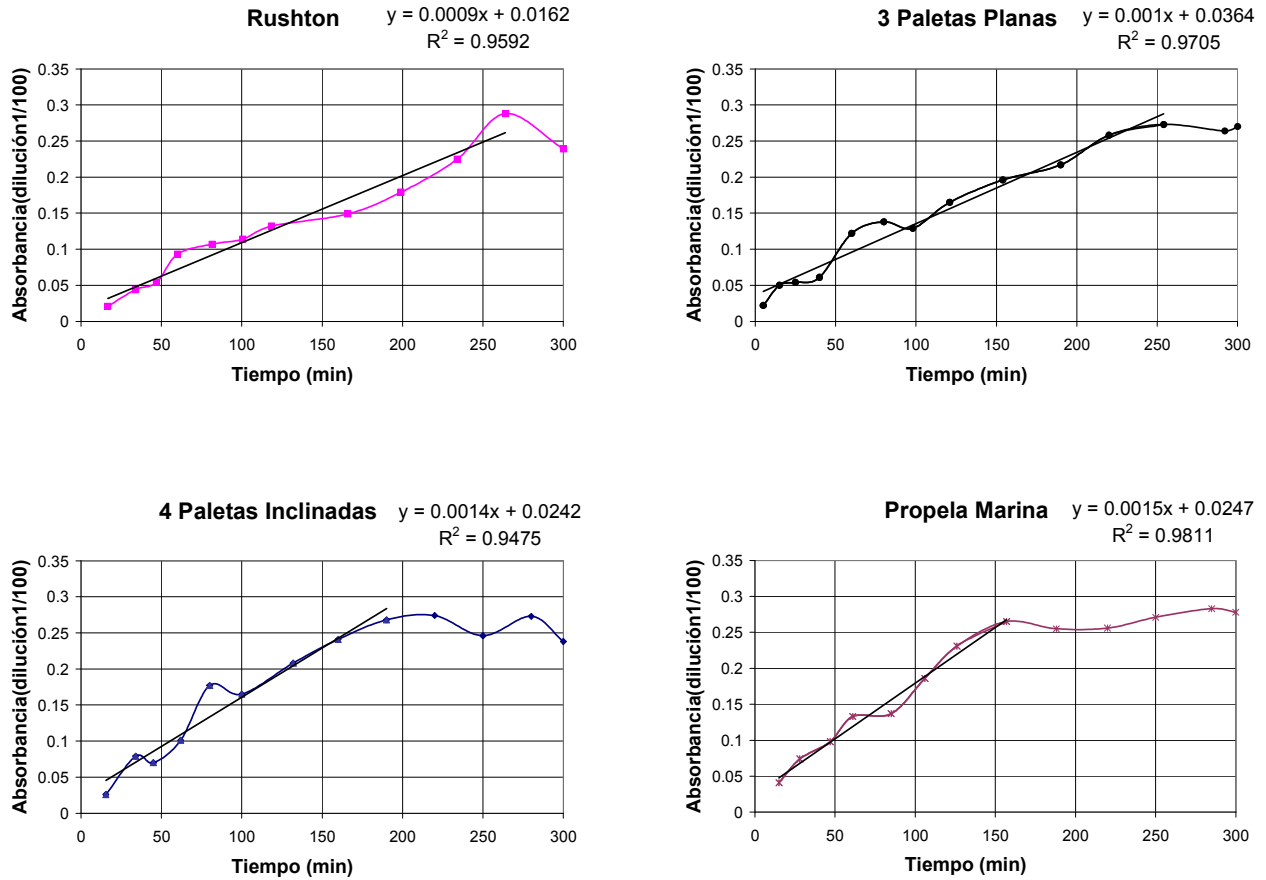 Rushton
y = 0.0009x + 0.0162
R² = 0.9592
Absorbancia(dilución1/100)
0.35
0.3
0.25
0.2
0.15
0.1
0.05
0
0 50 100 150 200 250 300
Tiempo (min)
3 Paletas Planas
y = 0.001x + 0.0364
R² = 0.9705
Absorbancia(dilución1/100)
0.35
0.3
0.25
0.2
0.15
0.1
0.05
0
0 50 100 150 200 250 300
Tiempo (min)
4 Paletas Inclinadas
y = 0.0014x + 0.0242
R² = 0.9475
Absorbancia(dilución1/100)
0.35
0.3
0.25
0.2
0.15
0.1
0.05
0
0 50 100 150 200 250 300
Tiempo (min)
Propela Marina
y = 0.0015x + 0.0247
R² = 0.9811
Absorbancia(dilución1/100)
0.35
0.3
0.25
0.2
0.15
0.1
0.05
0
0 50 100 150 200 250 300
Tiempo (min)